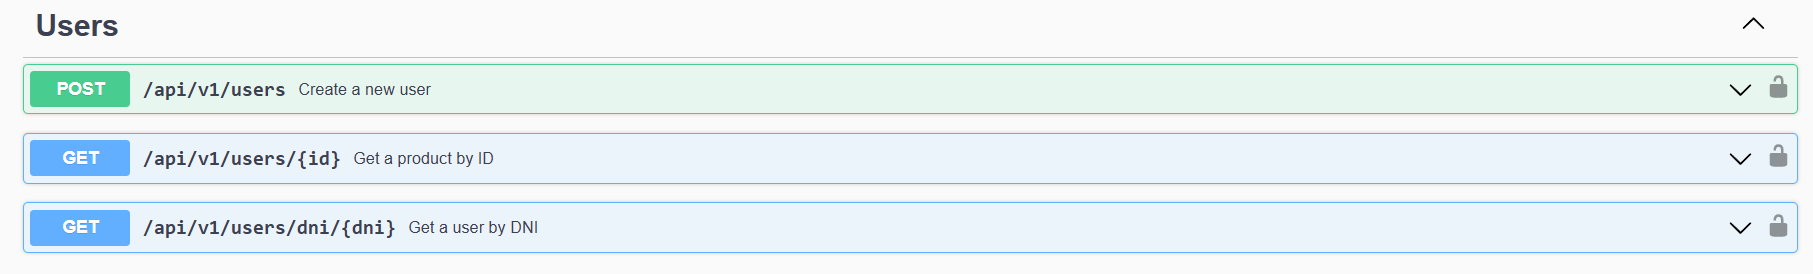 Users
POST /api/v1/users Create a new user
GET /api/v1/users/{id} Get a product by ID
GET /api/v1/users/dni/{dni} Get a user by DNI